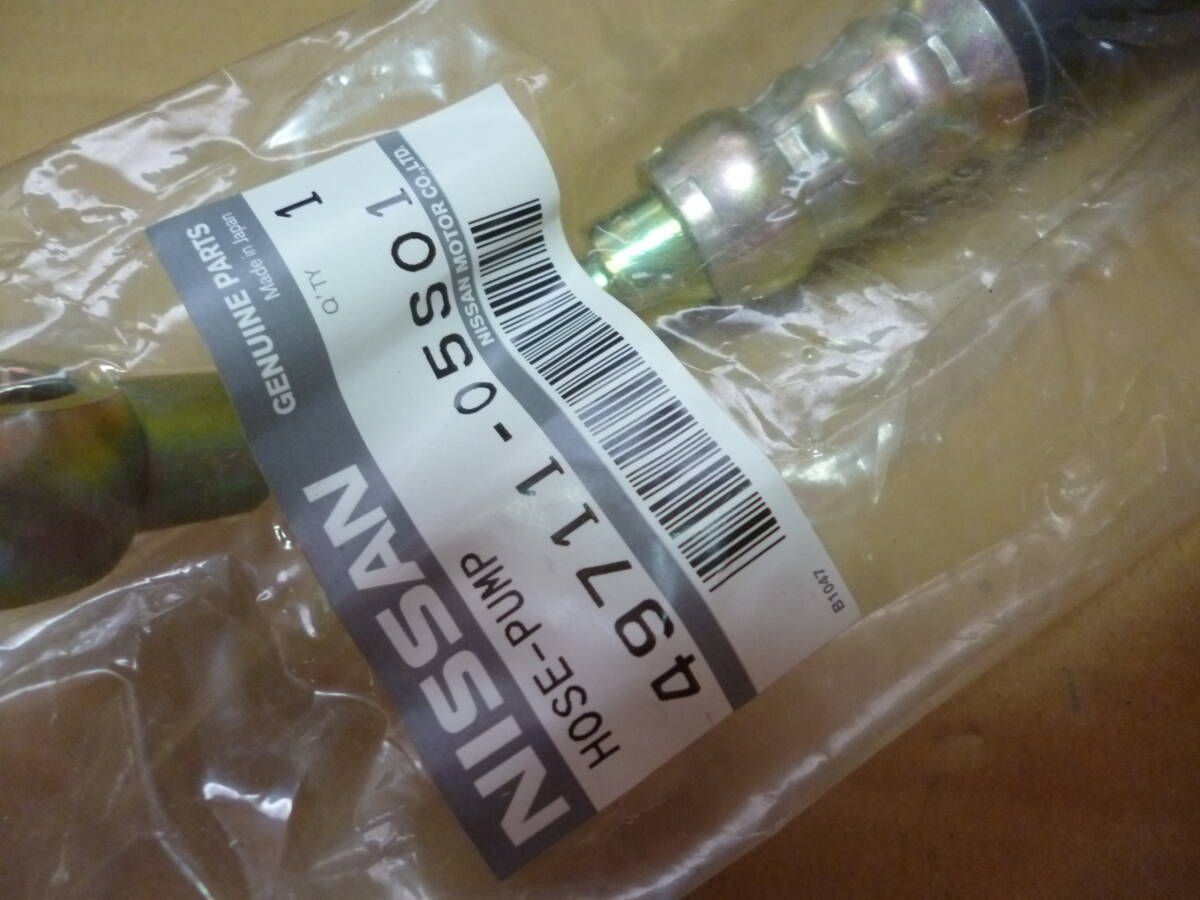 NISSAN GENUINE PARTS
Made in Japan
HOSE-PUMP Q'TY 1
49711-05S01 1
NISSAN MOTOR CO.,LTD.
B1047